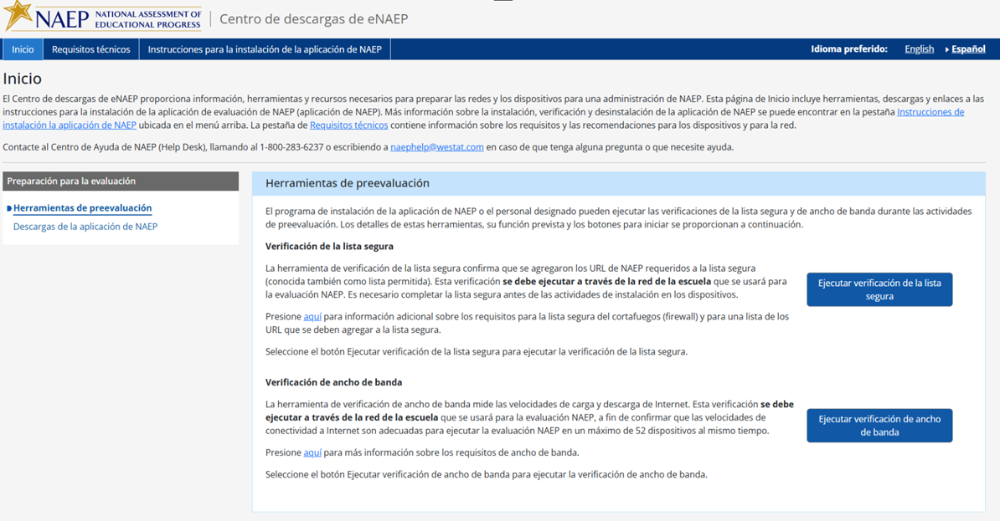 NAEP NATIONAL ASSESSMENT OF
EDUCATIONAL PROGRESS
Centro de descargas de eNAEP
Inicio
Requisitos técnicos
Instrucciones para la instalación de la aplicación de NAEP
Idioma preferido:
English
Español
Inicio
El Centro de descargas de eNAEP proporciona información, herramientas y recursos necesarios para preparar las redes y los dispositivos para una administración de NAEP. Esta página de Inicio incluye herramientas, descargas y enlaces a las
instrucciones para la instalación de la aplicación de evaluación de NAEP (aplicación de NAEP). Más información sobre la instalación, verificación y desinstalación de la aplicación de NAEP se puede encontrar en la pestaña Instrucciones de
instalación la aplicación de NAEP ubicada en el menú arriba. La pestaña de Requisitos técnicos contiene información sobre los requisitos y las recomendaciones para los dispositivos y para la red.
Contacte al Centro de Ayuda de NAEP (Help Desk), llamando al 1-800-283-6237 o escribiendo a naephelp@westat.com en caso de que tenga alguna pregunta o que necesite ayuda.
Preparación para la evaluación
Herramientas de preevaluación
Descargas de la aplicación de NAEP
Herramientas de preevaluación
El programa de instalación de la aplicación de NAEP o el personal designado pueden ejecutar las verificaciones de la lista segura y de ancho de banda durante las actividades
de preevaluación. Los detalles de estas herramientas, su función prevista y los botones para iniciar se proporcionan a continuación.
Verificación de la lista segura
La herramienta de verificación de la lista segura confirma que se agregaron los URL de NAEP requeridos a la lista segura
(conocida también como lista permitida). Esta verificación se debe ejecutar a través de la red de la escuela que se usará para
la evaluación NAEP. Es necesario completar la lista segura antes de las actividades de instalación en los dispositivos.
Presione aquí para información adicional sobre los requisitos para la lista segura del cortafuegos (firewall) y para una lista de los
URL que se deben agregar a la lista segura.
Seleccione el botón Ejecutar verificación de la lista segura para ejecutar la verificación de la lista segura.
Ejecutar verificación de la lista
segura
Verificación de ancho de banda
La herramienta de verificación de ancho de banda mide las velocidades de carga y descarga de Internet. Esta verificación se debe
ejecutar a través de la red de la escuela que se usará para la evaluación NAEP, a fin de confirmar que las velocidades de
conectividad a Internet son adecuadas para ejecutar la evaluación NAEP en un máximo de 52 dispositivos al mismo tiempo.
Presione aquí para más información sobre los requisitos de ancho de banda.
Seleccione el botón Ejecutar verificación de ancho de banda para ejecutar la verificación de ancho de banda.
Ejecutar verificación de ancho
de banda